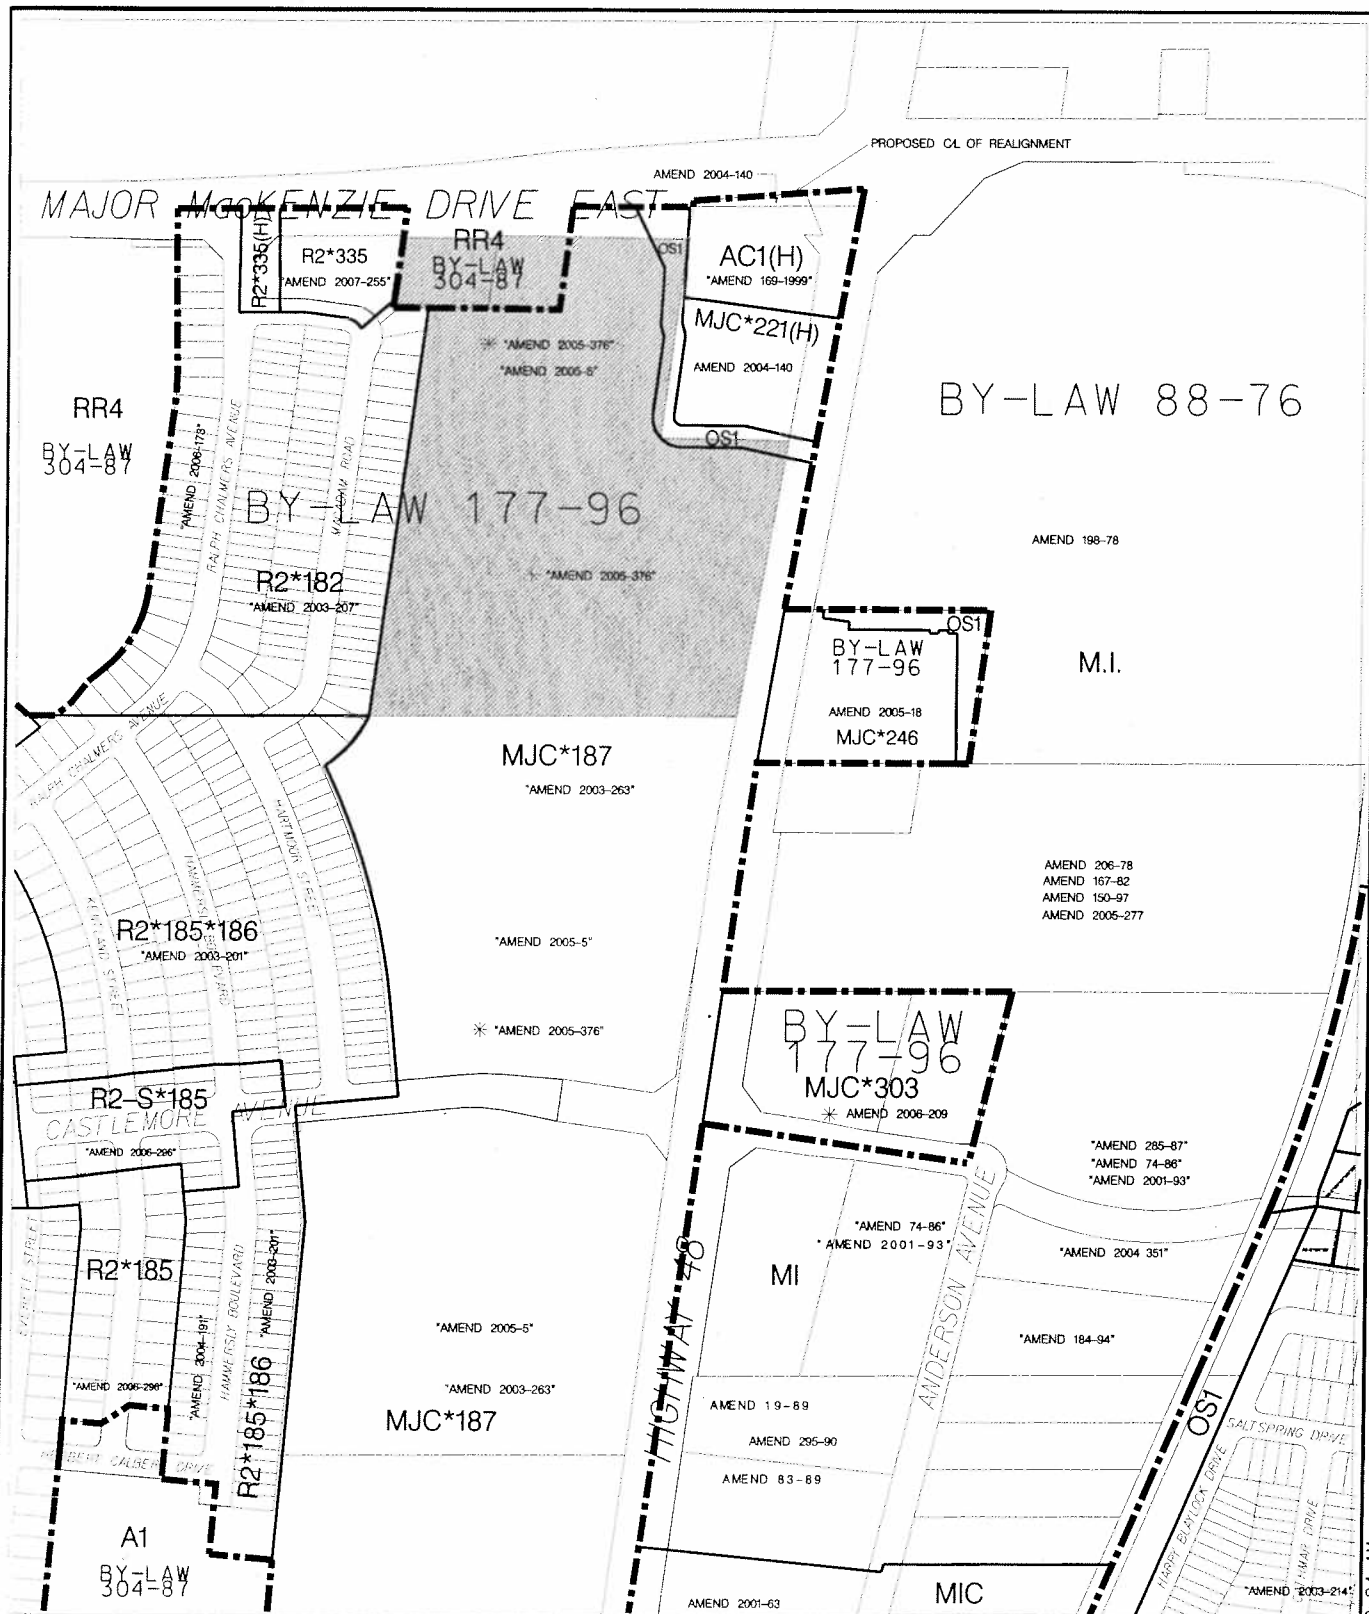 PROPOSED C/L OF REALIGNMENT
AMEND 2004-140
MAJOR MacKENZIE DRIVE EAST
RR4
BY-LAW
304-87
R2*335(H)
R2*335
"AMEND 2007-255"
OS1
AC1(H)
"AMEND 169-1999"
MJC*221(H)
AMEND 2004-140
"AMEND 2005-376"
"AMEND 2005-5"
RR4
BY-LAW
304-87
BY-LAW 88-76
OS1
"AMEND 2006-173"
RALPH CHALMERS AVENUE
MACADAM ROAD
BY-LAW 177-96
AMEND 198-78
"AMEND 2005-376"
R2*182
"AMEND 2003-207"
OS1
BY-LAW
177-96
M.I.
AMEND 2005-18
MJC*246
RALPH CHALMERS AVENUE
MJC*187
"AMEND 2003-263"
HARTMOOR STREET
AMEND 206-78
AMEND 167-82
AMEND 150-97
AMEND 2005-277
R2*185*186
"AMEND 2003-201"
"AMEND 2005-5"
"AMEND 2005-376"
BY-LAW
177-96
MJC*303
AMEND 2006-209
R2-S*185
CASTLEMORE AVENUE
"AMEND 2006-296"
"AMEND 285-87"
"AMEND 74-86"
"AMEND 2001-93"
"AMEND 74-86"
"AMEND 2001-93"
"AMEND 2004 351"
R2*185
HAMMERSLY BOULEVARD
"AMEND 2003-201"
MI
HIGHWAY 48
ANDERSON AVENUE
"AMEND 2005-5"
"AMEND 184-94"
"AMEND 2004-191"
R2*185*186
"AMEND 2006-296"
"AMEND 2003-263"
MJC*187
AMEND 19-89
AMEND 295-90
AMEND 83-89
OS1
SALTSPRING DRIVE
HARRY BLAYLOCK DRIVE
A1
BY-LAW
304-87
MIC
AMEND 2001-63
"AMEND 2003-214"